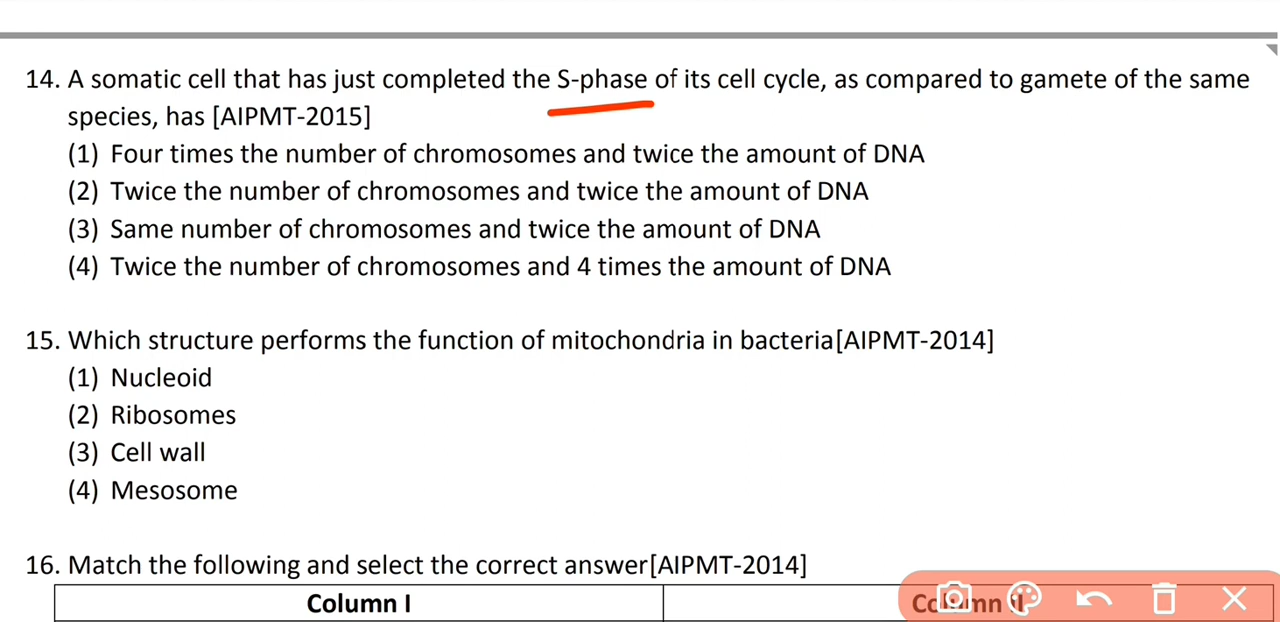 14. A somatic cell that has just completed the S-phase of its cell cycle, as compared to gamete of the same
species, has [AIPMT-2015]
(1) Four times the number of chromosomes and twice the amount of DNA
(2) Twice the number of chromosomes and twice the amount of DNA
(3) Same number of chromosomes and twice the amount of DNA
(4) Twice the number of chromosomes and 4 times the amount of DNA
15. Which structure performs the function of mitochondria in bacteria[AIPMT-2014]
(1) Nucleoid
(2) Ribosomes
(3) Cell wall
(4) Mesosome
16. Match the following and select the correct answer[AIPMT-2014]
Column I